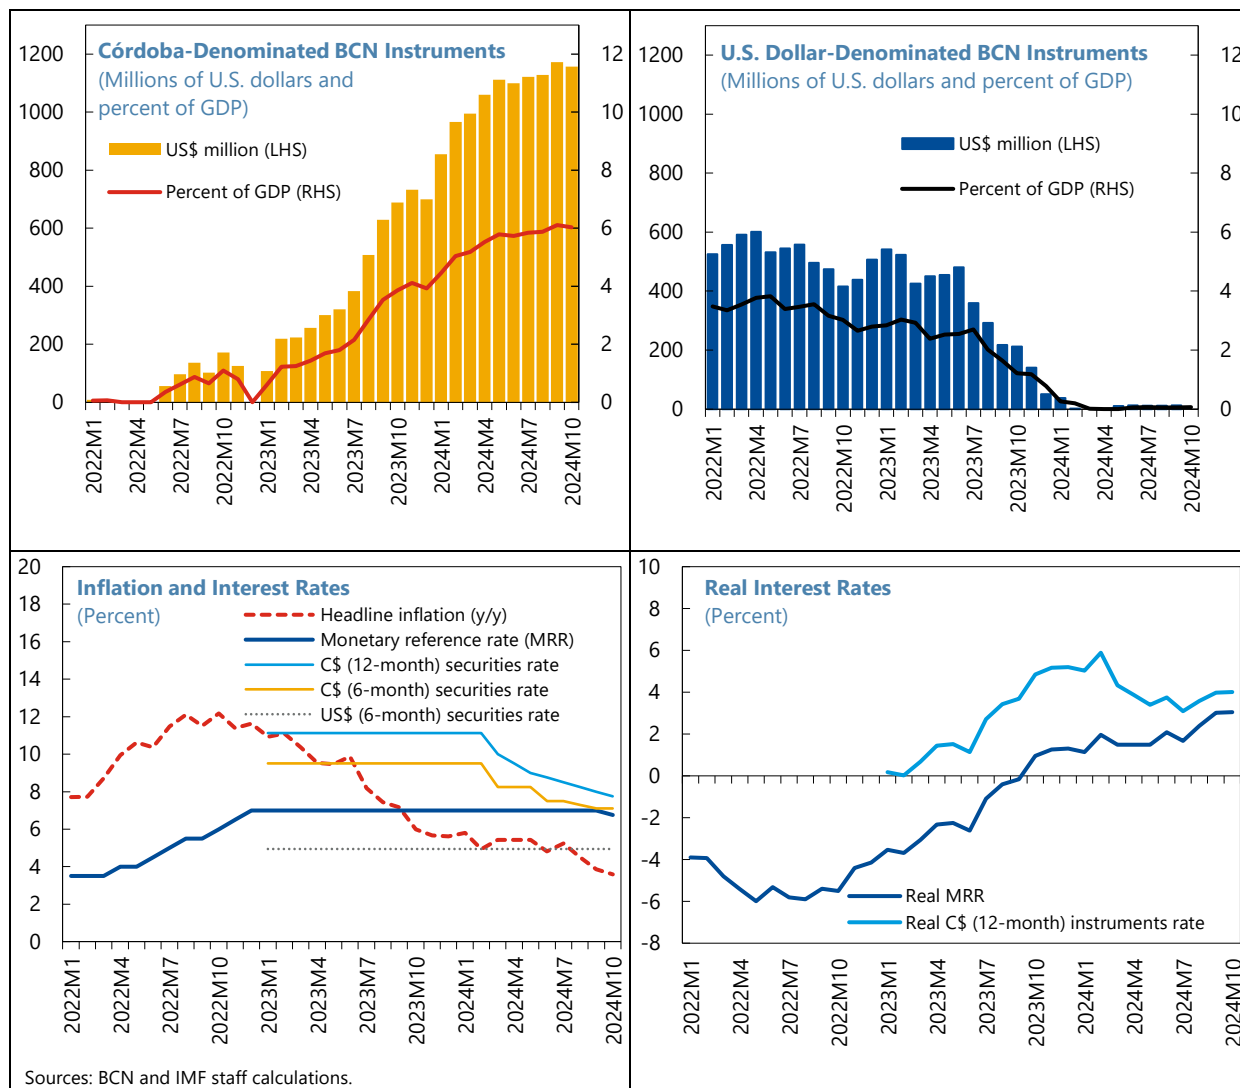 Córdoba-Denominated BCN Instruments
(Millions of U.S. dollars and
percent of GDP)
US$ million (LHS)
Percent of GDP (RHS)
1200
1000
800
600
400
200
0
12
10
8
6
4
2
0
2022M1
2022M4
2022M7
2022M10
2023M1
2023M4
2023M7
2023M10
2024M1
2024M4
2024M7
2024M10
U.S. Dollar-Denominated BCN Instruments
(Millions of U.S. dollars and percent of GDP)
US$ million (LHS)
Percent of GDP (RHS)
1200
1000
800
600
400
200
0
12
10
8
6
4
2
0
2022M1
2022M4
2022M7
2022M10
2023M1
2023M4
2023M7
2023M10
2024M1
2024M4
2024M7
2024M10
Inflation and Interest Rates
(Percent)
Headline inflation (y/y)
Monetary reference rate (MRR)
C$ (12-month) securities rate
C$ (6-month) securities rate
US$ (6-month) securities rate
20
18
16
14
12
10
8
6
4
2
0
2022M1
2022M4
2022M7
2022M10
2023M1
2023M4
2023M7
2023M10
2024M1
2024M4
2024M7
2024M10
Real Interest Rates
(Percent)
10
8
6
4
2
0
-2
-4
-6
-8
Real MRR
Real C$ (12-month) instruments rate
2022M1
2022M4
2022M7
2022M10
2023M1
2023M4
2023M7
2023M10
2024M1
2024M4
2024M7
2024M10
Sources: BCN and IMF staff calculations.